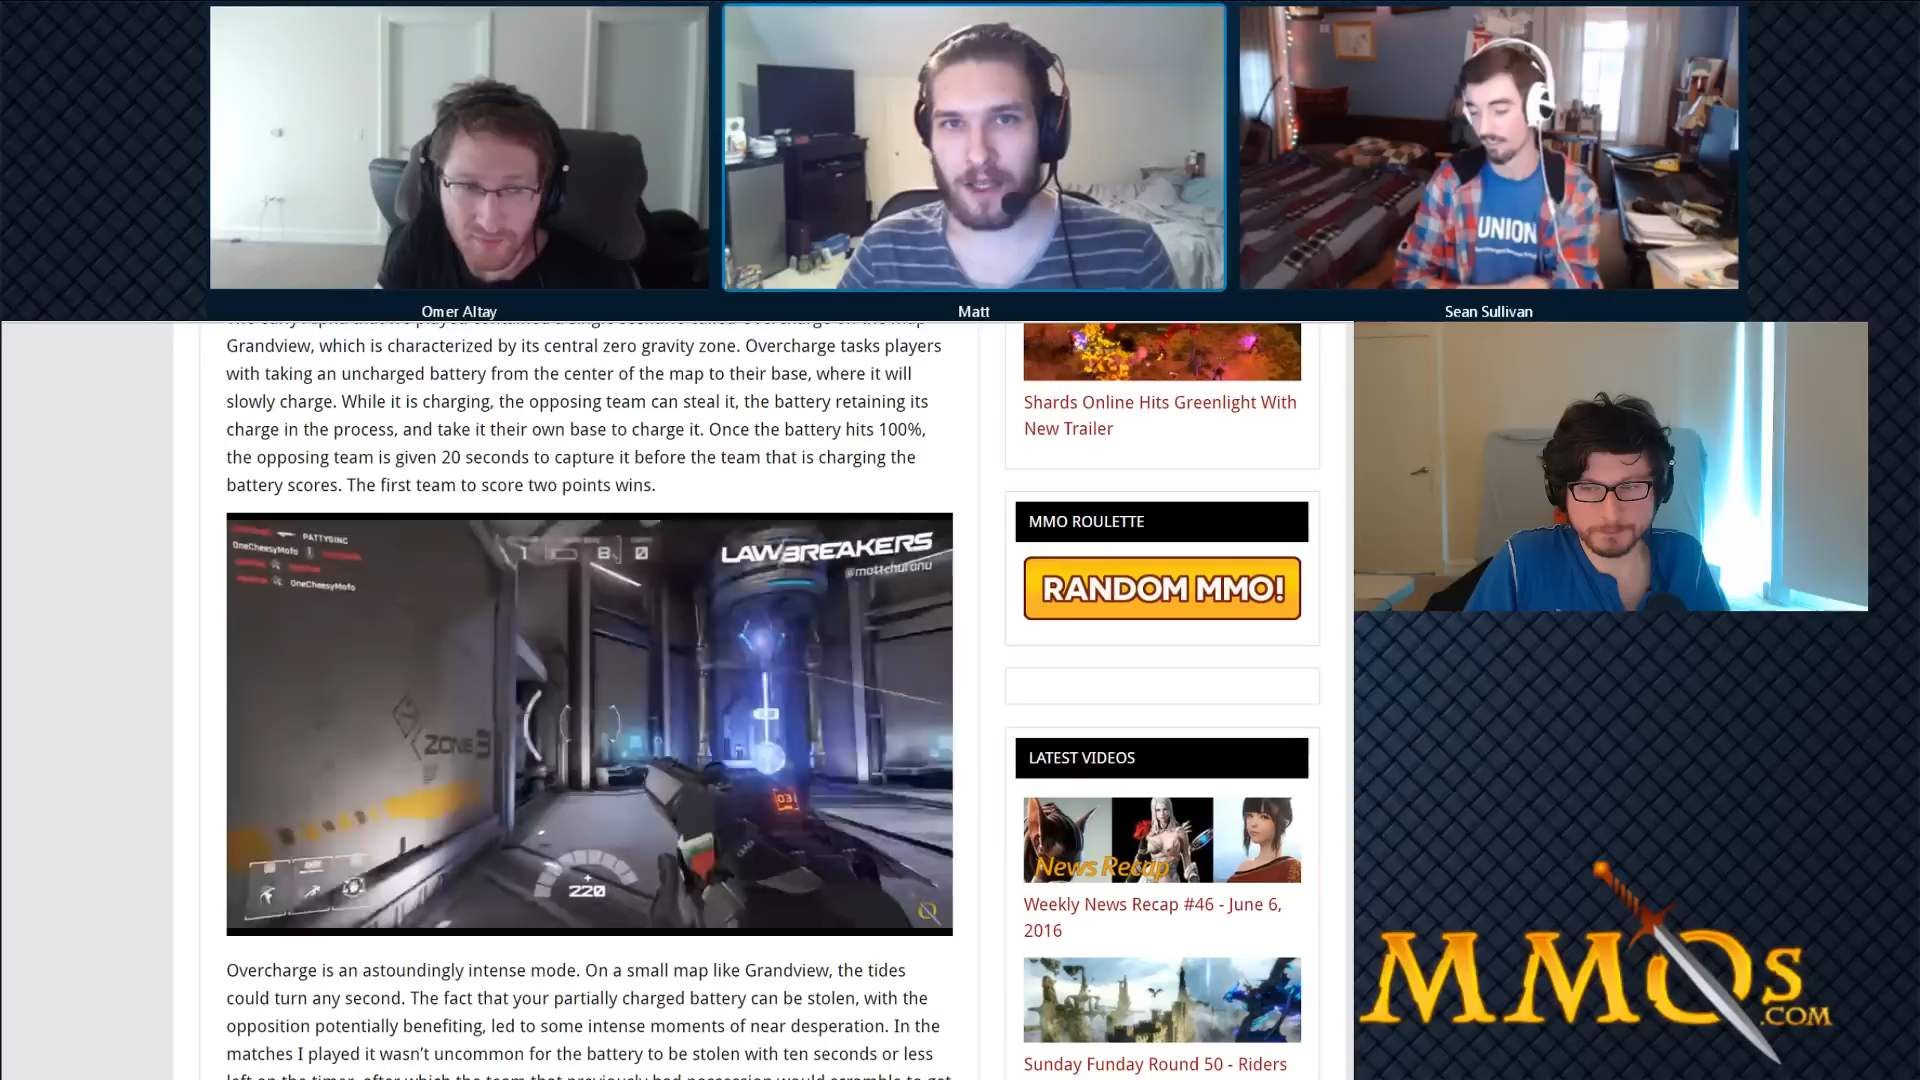 UNION
Omer Altay
Matt
Sean Sullivan
Grandview, which is characterized by its central zero gravity zone. Overcharge tasks players
with taking an uncharged battery from the center of the map to their base, where it will
slowly charge. While it is charging, the opposing team can steal it, the battery retaining its
charge in the process, and take it their own base to charge it. Once the battery hits 100%,
the opposing team is given 20 seconds to capture it before the team that is charging the
battery scores. The first team to score two points wins.
PATTYSINC
OneCheesyMofo
OneCheesyMofo
1
8
0
LAWBREAKERS
ZONE 3
031
220
Overcharge is an astoundingly intense mode. On a small map like Grandview, the tides
could turn any second. The fact that your partially charged battery can be stolen, with the
opposition potentially benefiting, led to some intense moments of near desperation. In the
matches I played it wasn’t uncommon for the battery to be stolen with ten seconds or less
Shards Online Hits Greenlight With
New Trailer
MMO ROULETTE
RANDOM MMO!
LATEST VIDEOS
News Recap
Weekly News Recap #46 - June 6,
2016
Sunday Funday Round 50 - Riders
MMOs
.COM